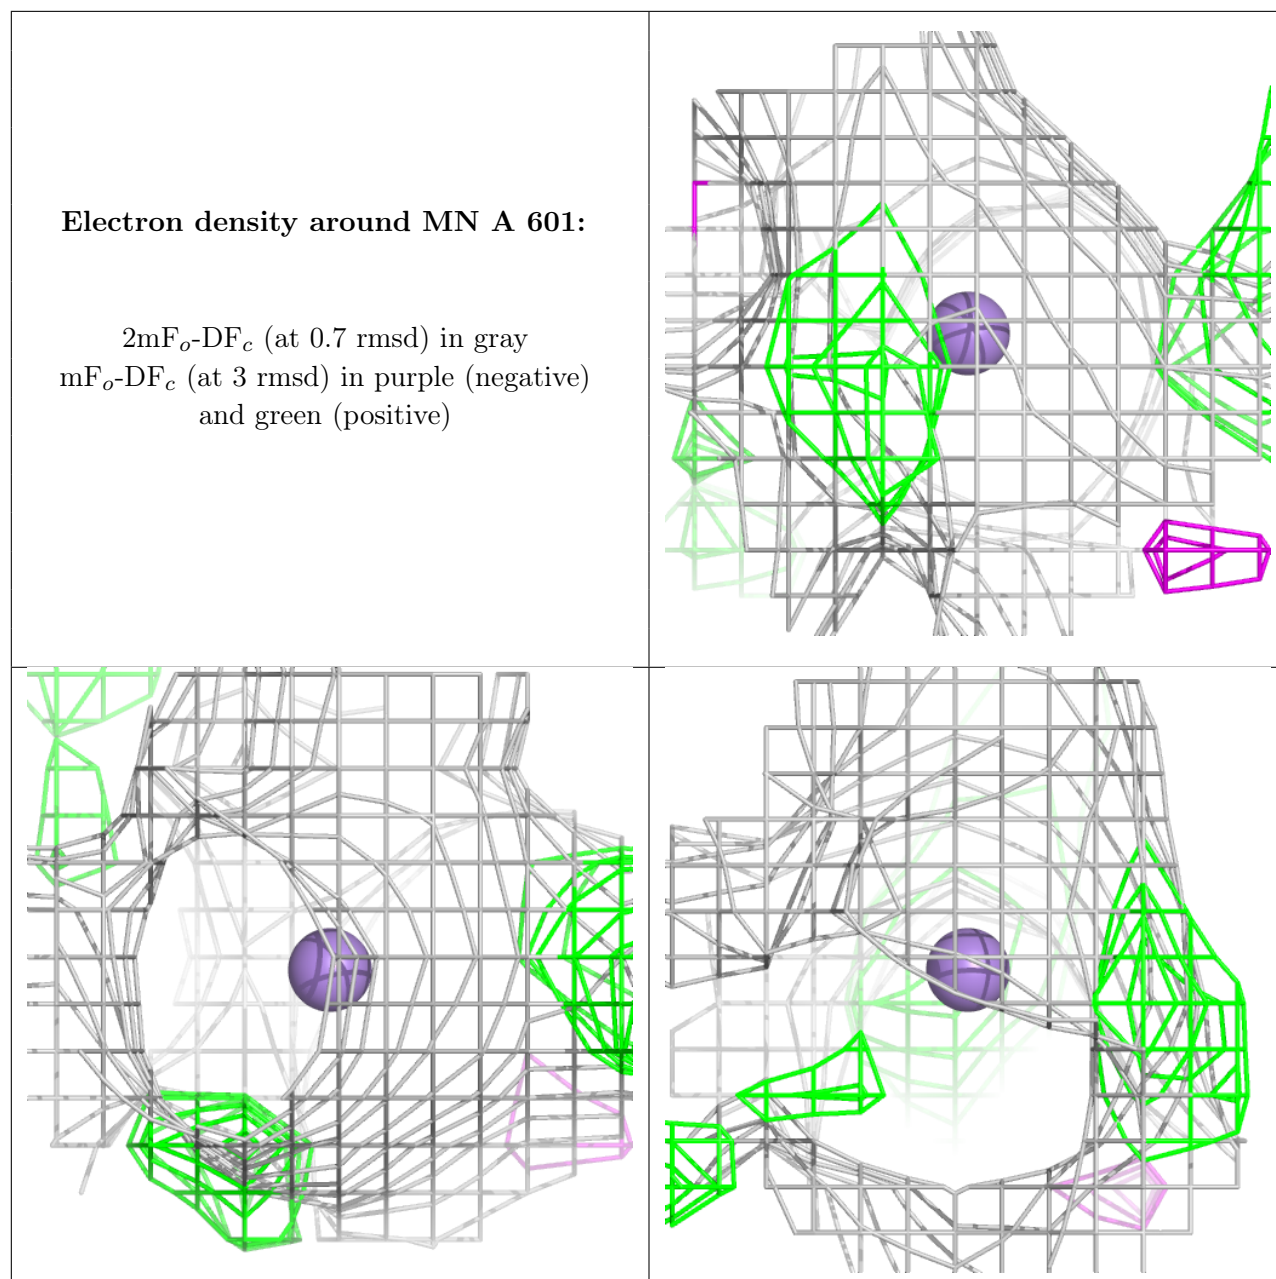 Electron density around MN A 601:
2mFo-DFc (at 0.7 rmsd) in gray
mFo-DFc (at 3 rmsd) in purple (negative)
and green (positive)